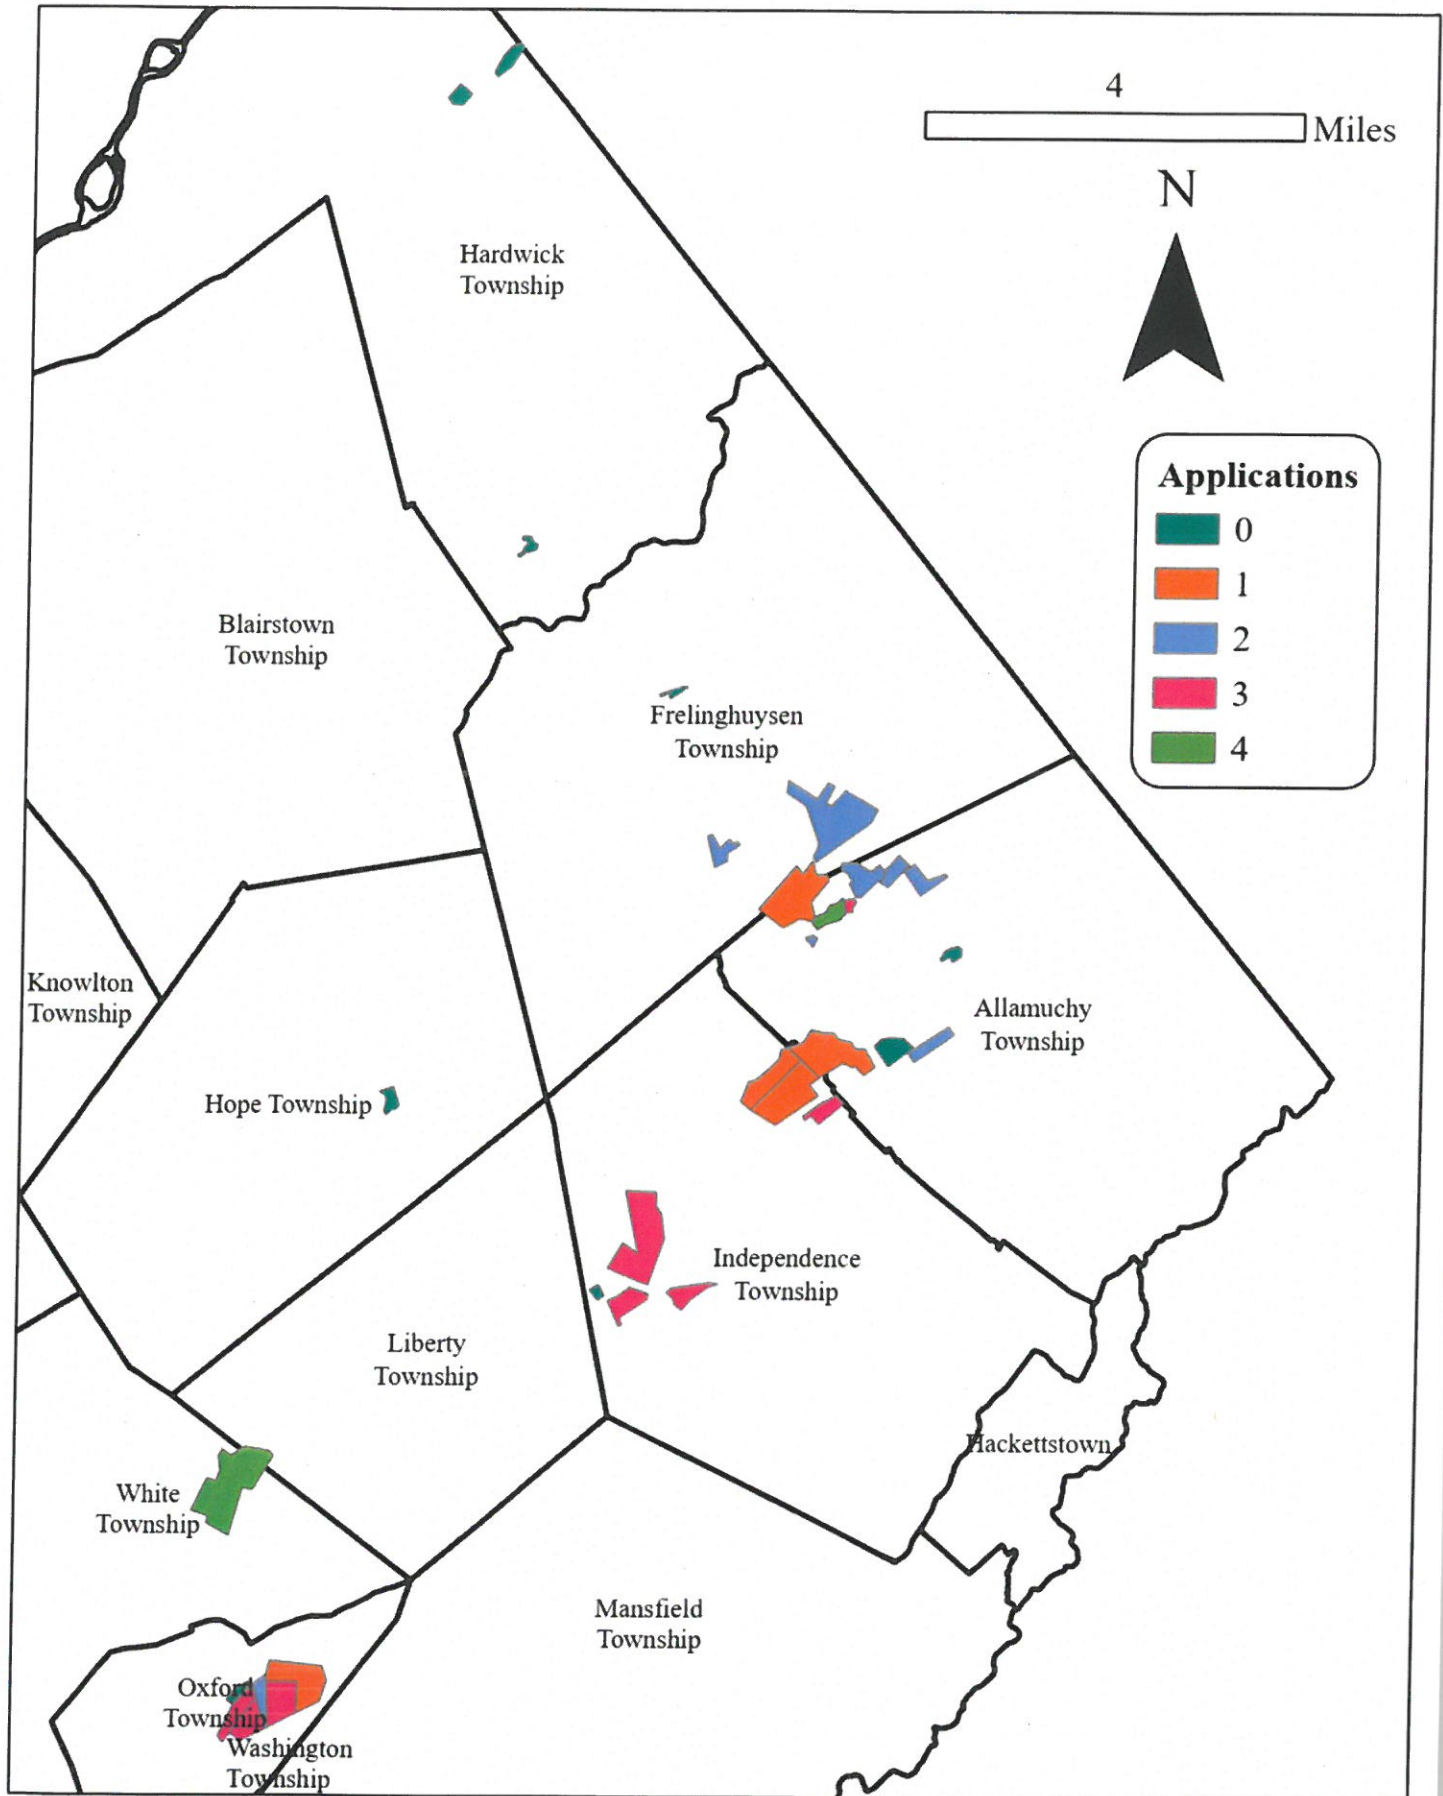 4
Miles
N
Hardwick
Township
Applications
0
1
2
3
4
Blairstown
Township
Frelinghuysen
Township
Knowlton
Township
Allamuchy
Township
Hope Township
Independence
Township
Liberty
Township
Hackettstown
White
Township
Mansfield
Township
Oxford
Township
Washington
Township